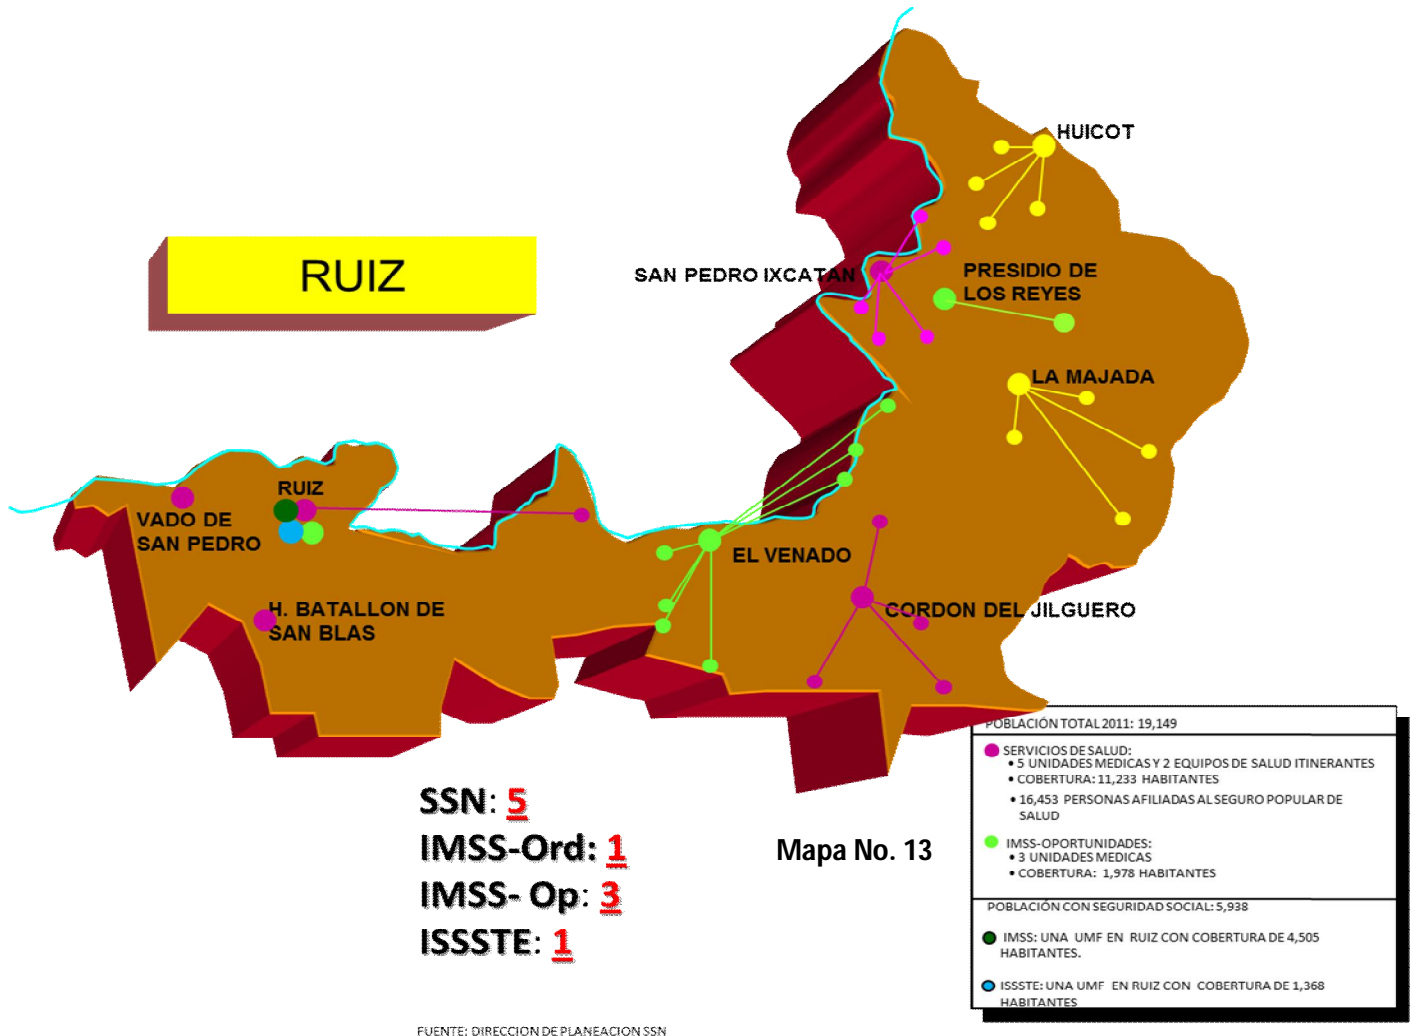 HUICOT
RUIZ
SAN PEDRO IXCATAN
PRESIDIO DE
LOS REYES
LA MAJADA
RUIZ
VADO DE
SAN PEDRO
EL VENADO
H. BATALLON DE
SAN BLAS
CORDON DEL JILGUERO
SSN: 5
IMSS-Ord: 1
IMSS- Op: 3
ISSSTE: 1
Mapa No. 13
POBLACIÓN TOTAL 2011: 19,149
SERVICIOS DE SALUD:
• 5 UNIDADES MEDICAS Y 2 EQUIPOS DE SALUD ITINERANTES
• COBERTURA: 11,233 HABITANTES
• 16,453 PERSONAS AFILIADAS AL SEGURO POPULAR DE
SALUD
IMSS-OPORTUNIDADES:
• 3 UNIDADES MEDICAS
• COBERTURA: 1,978 HABITANTES
POBLACIÓN CON SEGURIDAD SOCIAL: 5,938
IMSS: UNA UMF EN RUIZ CON COBERTURA DE 4,505
HABITANTES.
ISSSTE: UNA UMF EN RUIZ CON COBERTURA DE 1,368
HABITANTES
FUENTE: DIRECCION DE PLANEACION SSN